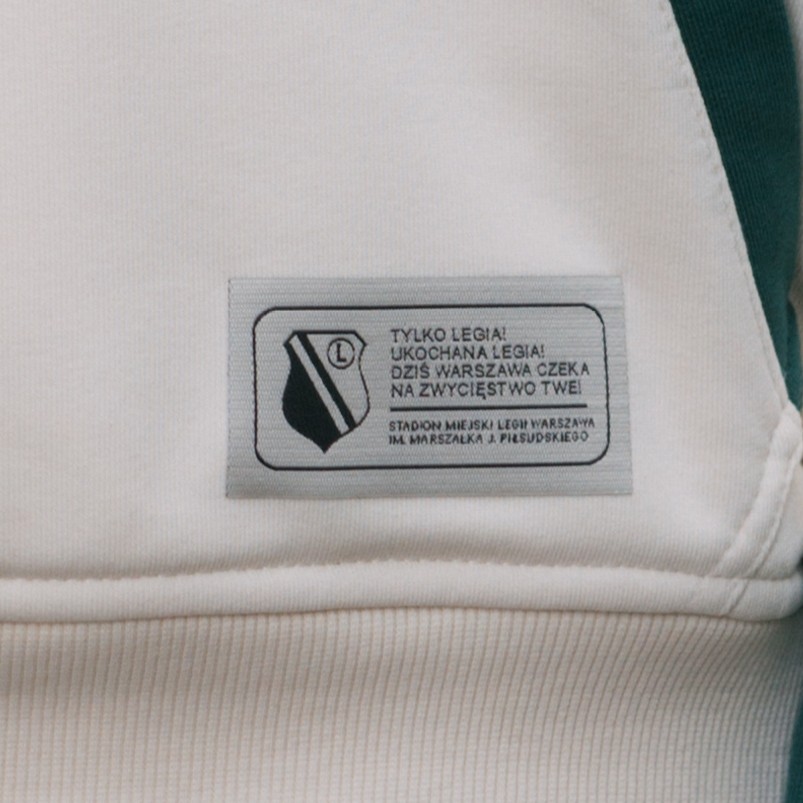 L
TYLKO LEGIA!
UKOCHANA LEGIA!
DZIŚ WARSZAWA CZEKA
NA ZWYCIĘSTWO TWE!
STADION MIEJSKI LEGII WARSZAWA
IM. MARSZAŁKA J. PIŁSUDSKIEGO